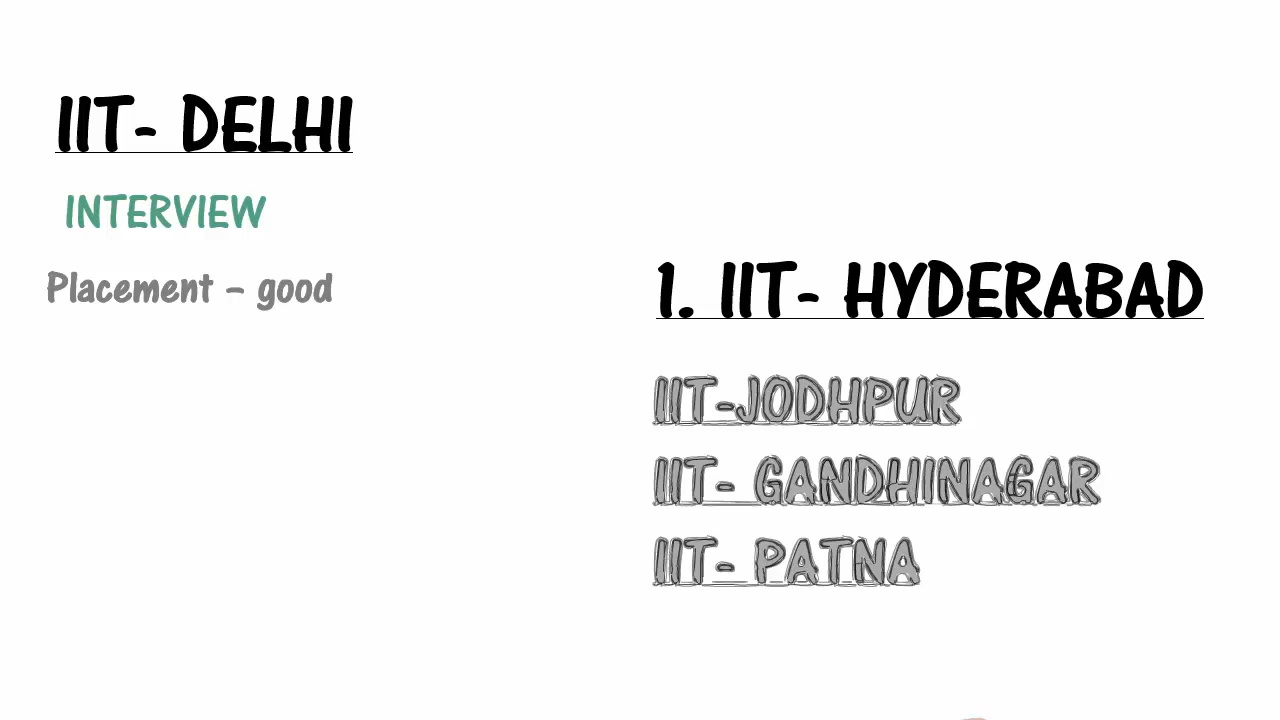 IIT- DELHI
INTERVIEW
Placement – good
1. IIT- HYDERABAD
IIT-JODHPUR
IIT- GANDHINAGAR
IIT- PATNA